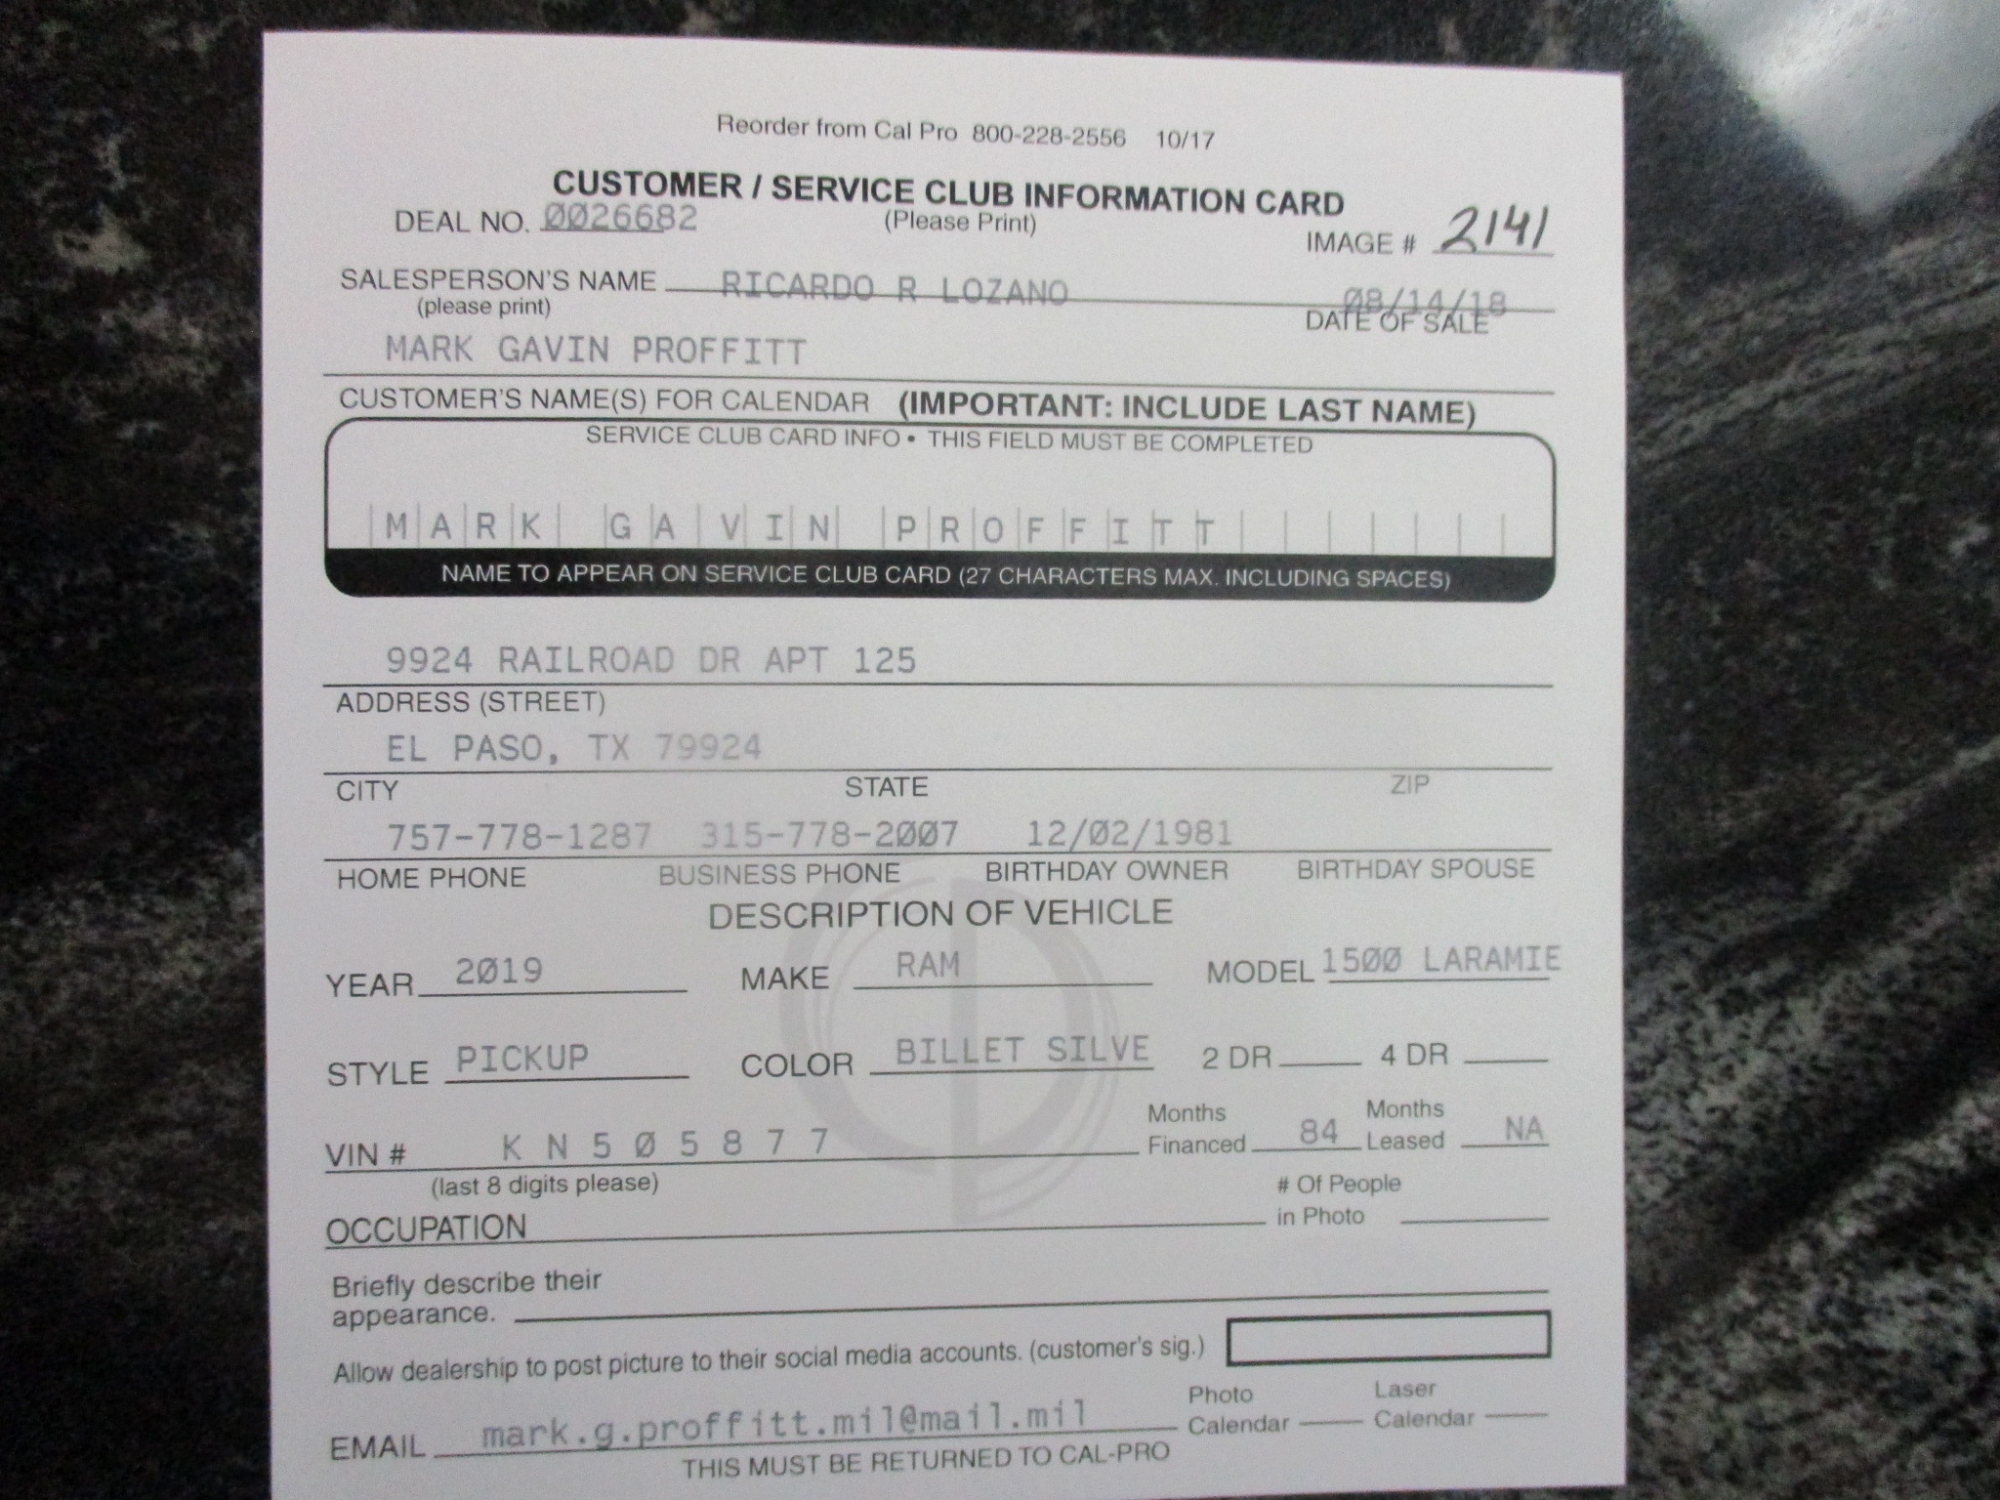 Reorder from Cal Pro 800-228-2556 10/17
CUSTOMER / SERVICE CLUB INFORMATION CARD
DEAL NO. 0026682 (Please Print) IMAGE # 2141
SALESPERSON'S NAME RICARDO R LOZANO 08/14/18
(please print) DATE OF SALE
MARK GAVIN PROFFITT
CUSTOMER'S NAME(S) FOR CALENDAR (IMPORTANT: INCLUDE LAST NAME)
SERVICE CLUB CARD INFO • THIS FIELD MUST BE COMPLETED
MARK GAVIN PROFFITT
NAME TO APPEAR ON SERVICE CLUB CARD (27 CHARACTERS MAX. INCLUDING SPACES)
9924 RAILROAD DR APT 125
ADDRESS (STREET)
EL PASO, TX 79924
CITY STATE ZIP
757-778-1287 315-778-2007 12/02/1981
HOME PHONE BUSINESS PHONE BIRTHDAY OWNER BIRTHDAY SPOUSE
DESCRIPTION OF VEHICLE
YEAR 2019 MAKE RAM MODEL 1500 LARAMIE
STYLE PICKUP COLOR BILLET SILVE 2 DR 4 DR
VIN # K N 5 0 5 8 7 7 Months Financed 84 Months Leased NA
(last 8 digits please) # Of People
OCCUPATION in Photo
Briefly describe their
appearance.
Allow dealership to post picture to their social media accounts. (customer's sig.)
EMAIL mark.g.proffitt.mil@mail.mil Photo Calendar Laser Calendar
THIS MUST BE RETURNED TO CAL-PRO